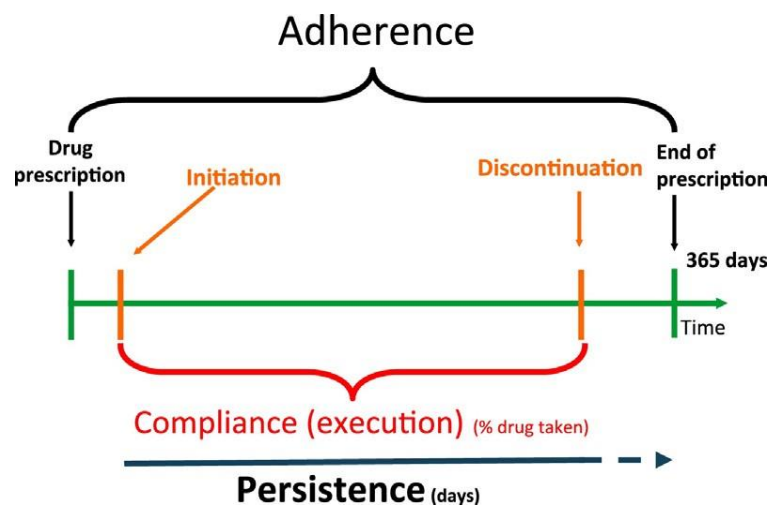 Adherence
Drug
prescription
Initiation
Discontinuation
End of
prescription
365 days
Time
Compliance (execution) (% drug taken)
Persistence (days)